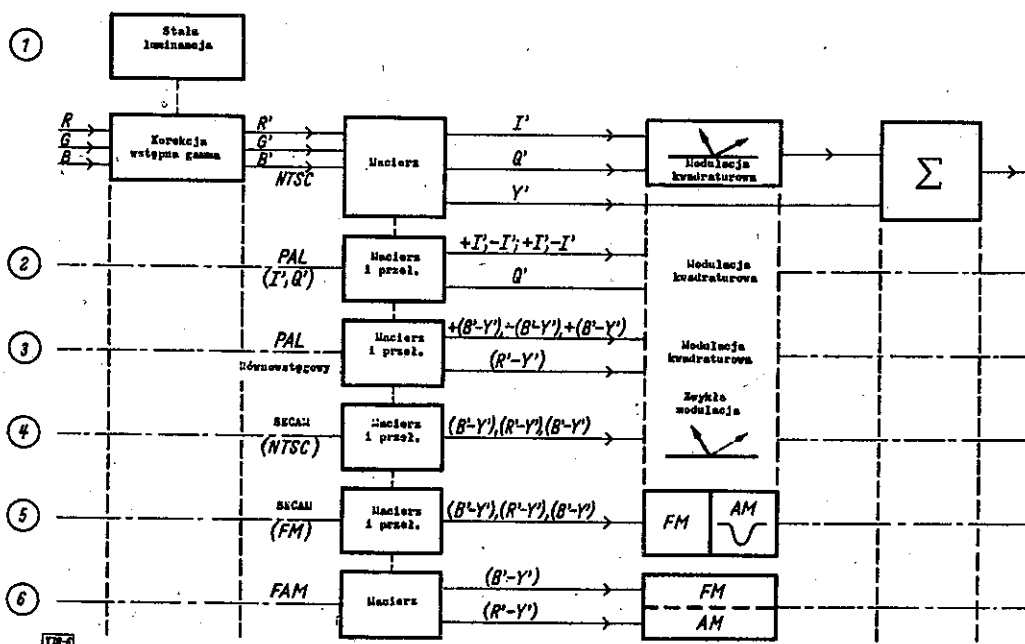 1
Stała
luminancja
R
G
B
Korekcja
wstępna gamma
R'
G'
B'
NTSC
Macierz
I'
Q'
Y'
Modulacja
kwadraturowa
Σ
2
PAL
(I', Q')
Macierz
i przeł.
+I',-I'; +I',-I'
Q'
Modulacja
kwadraturowa
3
PAL
Równowstęgowy
Macierz
i przeł.
+(B'-Y'),-(B'-Y'),+(B'-Y')
(R'-Y')
Modulacja
kwadraturowa
4
SECAM
(NTSC)
Macierz
i przeł.
(B'-Y'),(R'-Y'),(B'-Y')
Zwykła
modulacja
5
SECAM
(FM)
Macierz
i przeł.
(B'-Y'),(R'-Y'),(B'-Y')
FM
AM
6
FAM
Macierz
(B'-Y')
(R'-Y')
FM
AM